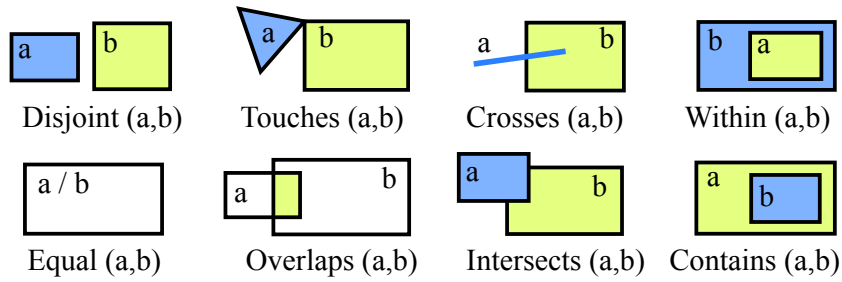 a b
Disjoint (a,b)
a b
Touches (a,b)
a b
Crosses (a,b)
b a
Within (a,b)
a / b
Equal (a,b)
a b
Overlaps (a,b)
a b
Intersects (a,b)
a b
Contains (a,b)